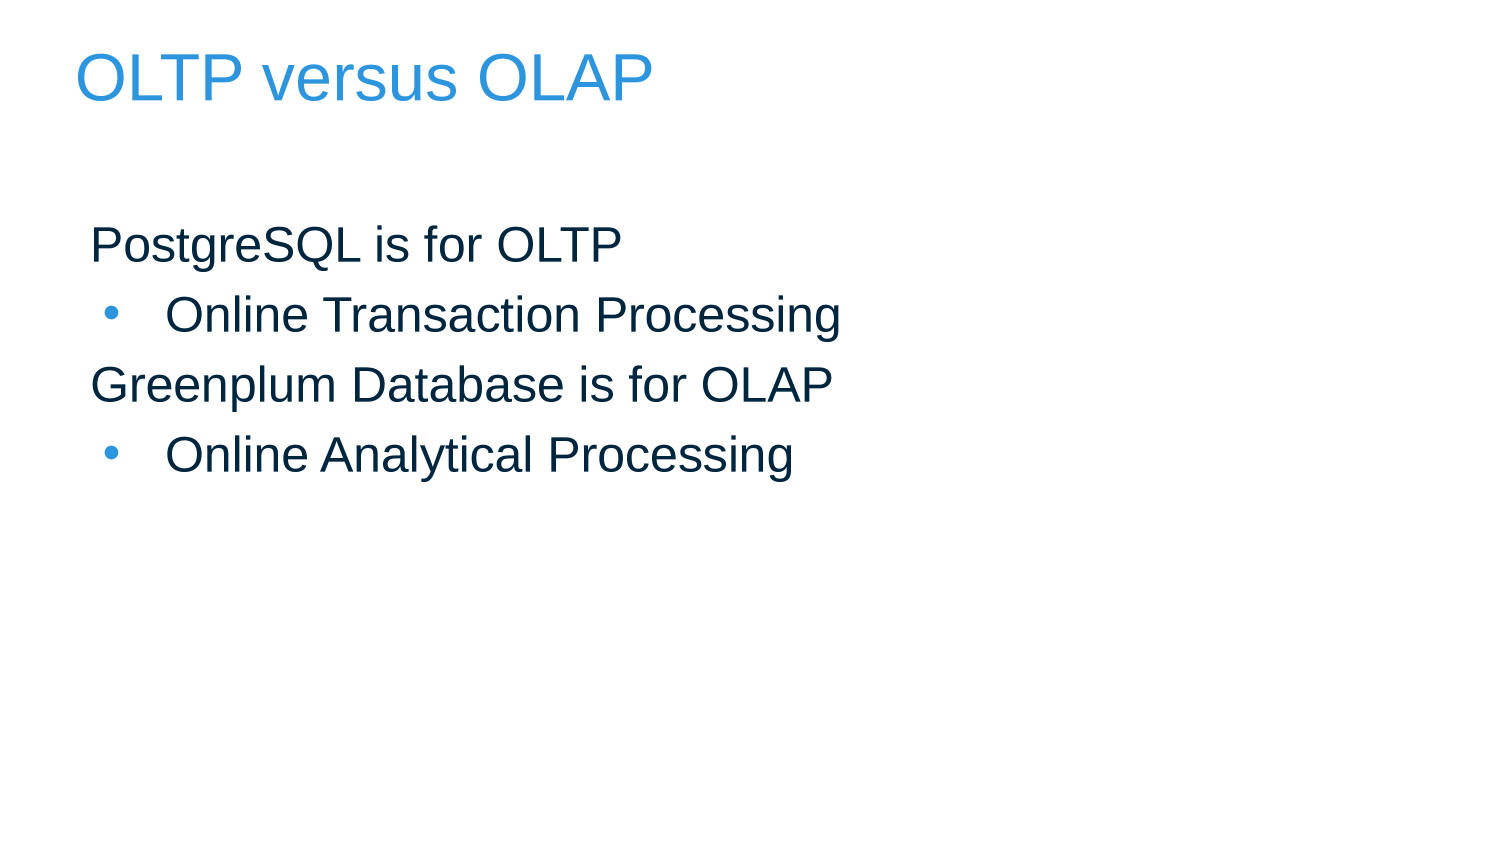 OLTP versus OLAP
PostgreSQL is for OLTP
• Online Transaction Processing
Greenplum Database is for OLAP
• Online Analytical Processing